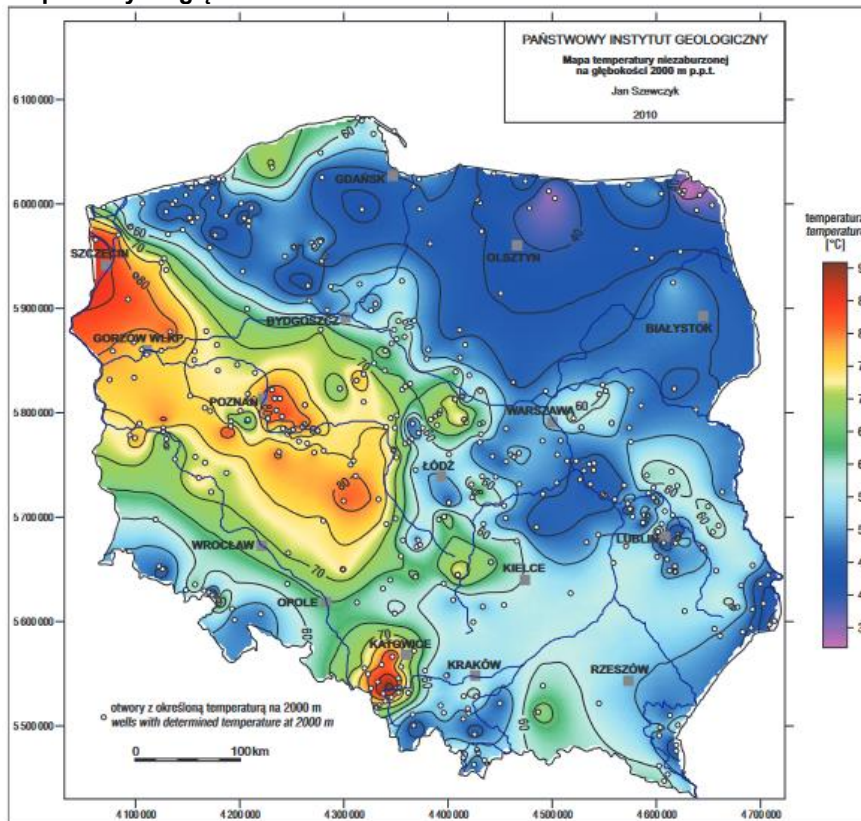 PAŃSTWOWY INSTYTUT GEOLOGICZNY
Mapa temperatury niezaburzonej
na głębokości 2000 m p.p.t.
Jan Szewczyk
2010
6 100 000
6 000 000
5 900 000
5 800 000
5 700 000
5 600 000
5 500 000
GDAŃSK
SZCZECIN
OLSZTYN
BIAŁYSTOK
BYDGOSZCZ
GORZÓW WLKP.
POZNAŃ
WARSZAWA
ŁÓDŹ
WROCŁAW
LUBLIN
KIELCE
OPOLE
KATOWICE
KRAKÓW
RZESZÓW
temperatura
temperature
[°C]
otwory z określoną temperaturą na 2000 m
wells with determined temperature at 2000 m
0 100 km
4 100 000 4 200 000 4 300 000 4 400 000 4 500 000 4 600 000 4 700 000